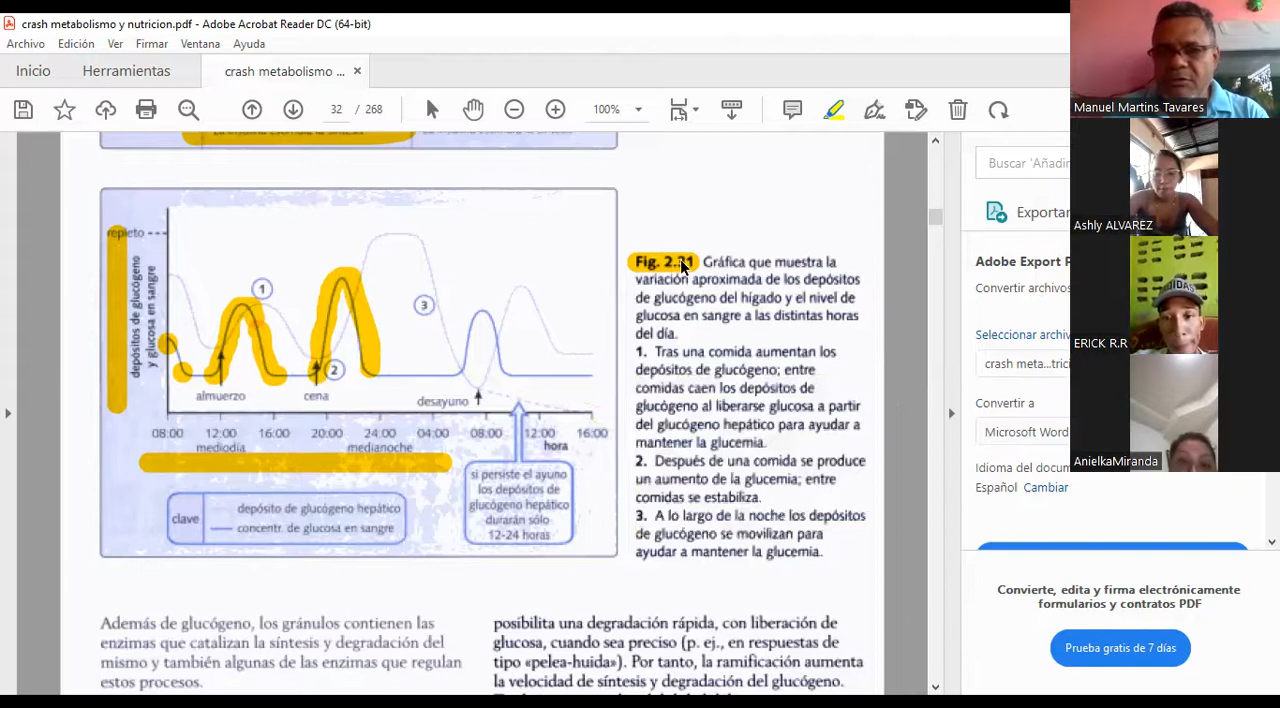 crash metabolismo y nutricion.pdf - Adobe Acrobat Reader DC (64-bit)
Archivo Edición Ver Firmar Ventana Ayuda
Inicio Herramientas crash metabolismo ... ×
32 / 268 100%
repleto
depósitos de glucógeno
y glucosa en sangre
1
2
3
almuerzo cena desayuno
08:00 12:00 16:00 20:00 24:00 04:00 08:00 12:00 16:00
mediodía medianoche hora
clave
depósito de glucógeno hepático
concentr. de glucosa en sangre
si persiste el ayuno
los depósitos de
glucógeno hepático
durarán sólo
12-24 horas
Fig. 2.21 Gráfica que muestra la
variación aproximada de los depósitos
de glucógeno del hígado y el nivel de
glucosa en sangre a las distintas horas
del día.
1. Tras una comida aumentan los
depósitos de glucógeno; entre
comidas caen los depósitos de
glucógeno al liberarse glucosa a partir
del glucógeno hepático para ayudar a
mantener la glucemia.
2. Después de una comida se produce
un aumento de la glucemia; entre
comidas se estabiliza.
3. A lo largo de la noche los depósitos
de glucógeno se movilizan para
ayudar a mantener la glucemia.
Además de glucógeno, los gránulos contienen las
enzimas que catalizan la síntesis y degradación del
mismo y también algunas de las enzimas que regulan
estos procesos.
posibilita una degradación rápida, con liberación de
glucosa, cuando sea preciso (p. ej., en respuestas de
tipo «pelea-huida»). Por tanto, la ramificación aumenta
la velocidad de síntesis y degradación del glucógeno.
Buscar 'Añadi
Exportar
Adobe Export P
Convertir archivos
Seleccionar archiv
crash meta...trici
Convertir a
Microsoft Word
Idioma del docum
Español Cambiar
Convierte, edita y firma electrónicamente
formularios y contratos PDF
Prueba gratis de 7 días
Manuel Martins Tavares
Ashly ALVAREZ
ERICK R.R
AnielkaMiranda